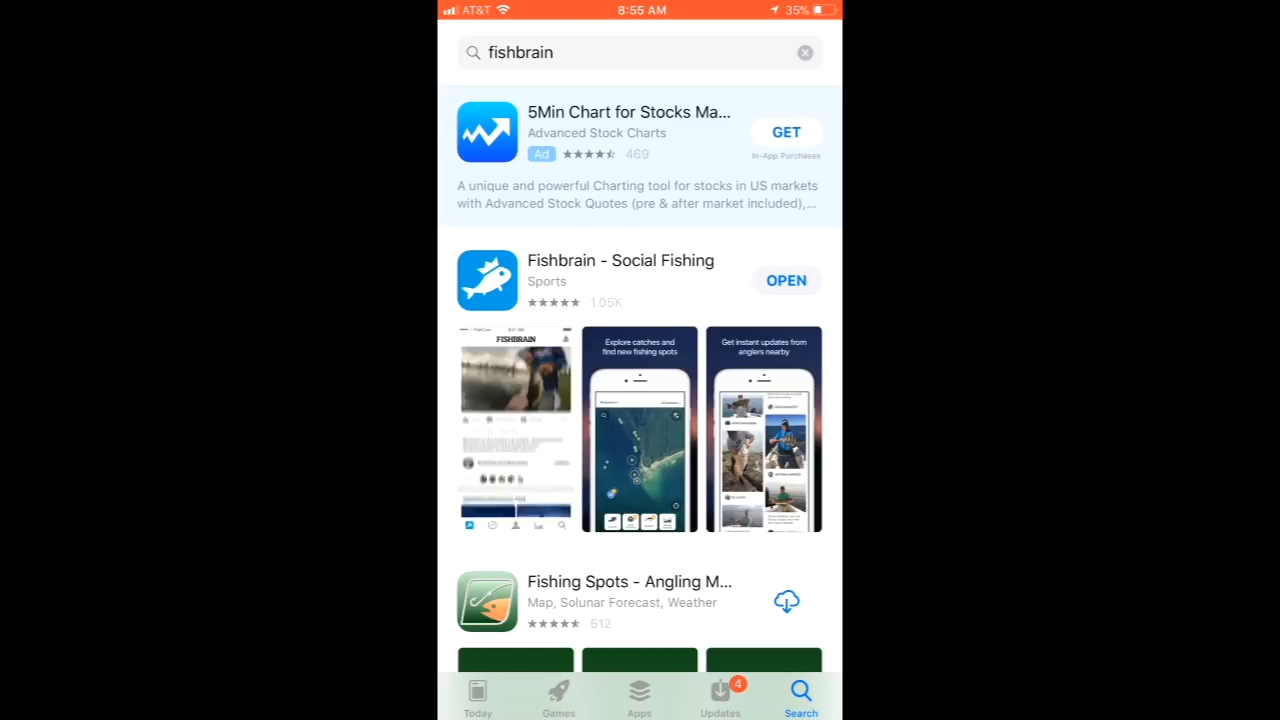 AT&T
8:55 AM
35%
fishbrain
5Min Chart for Stocks Ma...
Advanced Stock Charts
GET
Ad
469
In-App Purchases
A unique and powerful Charting tool for stocks in US markets
with Advanced Stock Quotes (pre & after market included),...
Fishbrain - Social Fishing
Sports
OPEN
1.05K
FISHBRAIN
Explore catches and
find new fishing spots
Get instant updates from
anglers nearby
Fishing Spots - Angling M...
Map, Solunar Forecast, Weather
612
4
Today
Games
Apps
Updates
Search